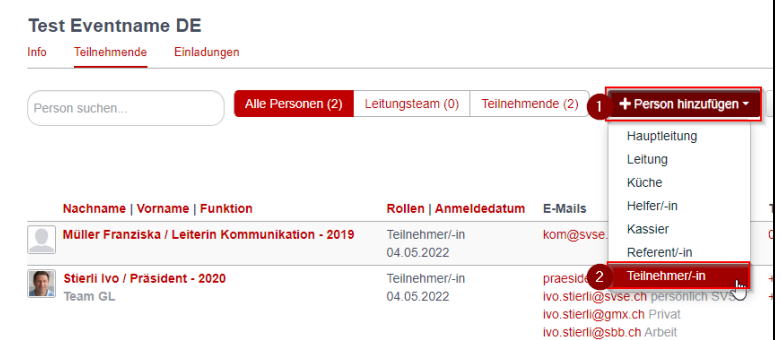 Test Eventname DE
Info Teilnehmende Einladungen
Person suchen... Alle Personen (2) Leitungsteam (0) Teilnehmende (2) 1 + Person hinzufügen
Hauptleitung
Leitung
Küche
Helfer/-in
Kassier
Referent/-in
2 Teilnehmer/-in
Nachname | Vorname | Funktion Rollen | Anmeldedatum E-Mails
Müller Franziska / Leiterin Kommunikation - 2019 Teilnehmer/-in kom@svse.
04.05.2022
Stierli Ivo / Präsident - 2020 Teilnehmer/-in
Team GL 04.05.2022 ivo.stierli@svse.ch persönlich
ivo.stierli@gmx.ch Privat
ivo.stierli@sbb.ch Arbeit